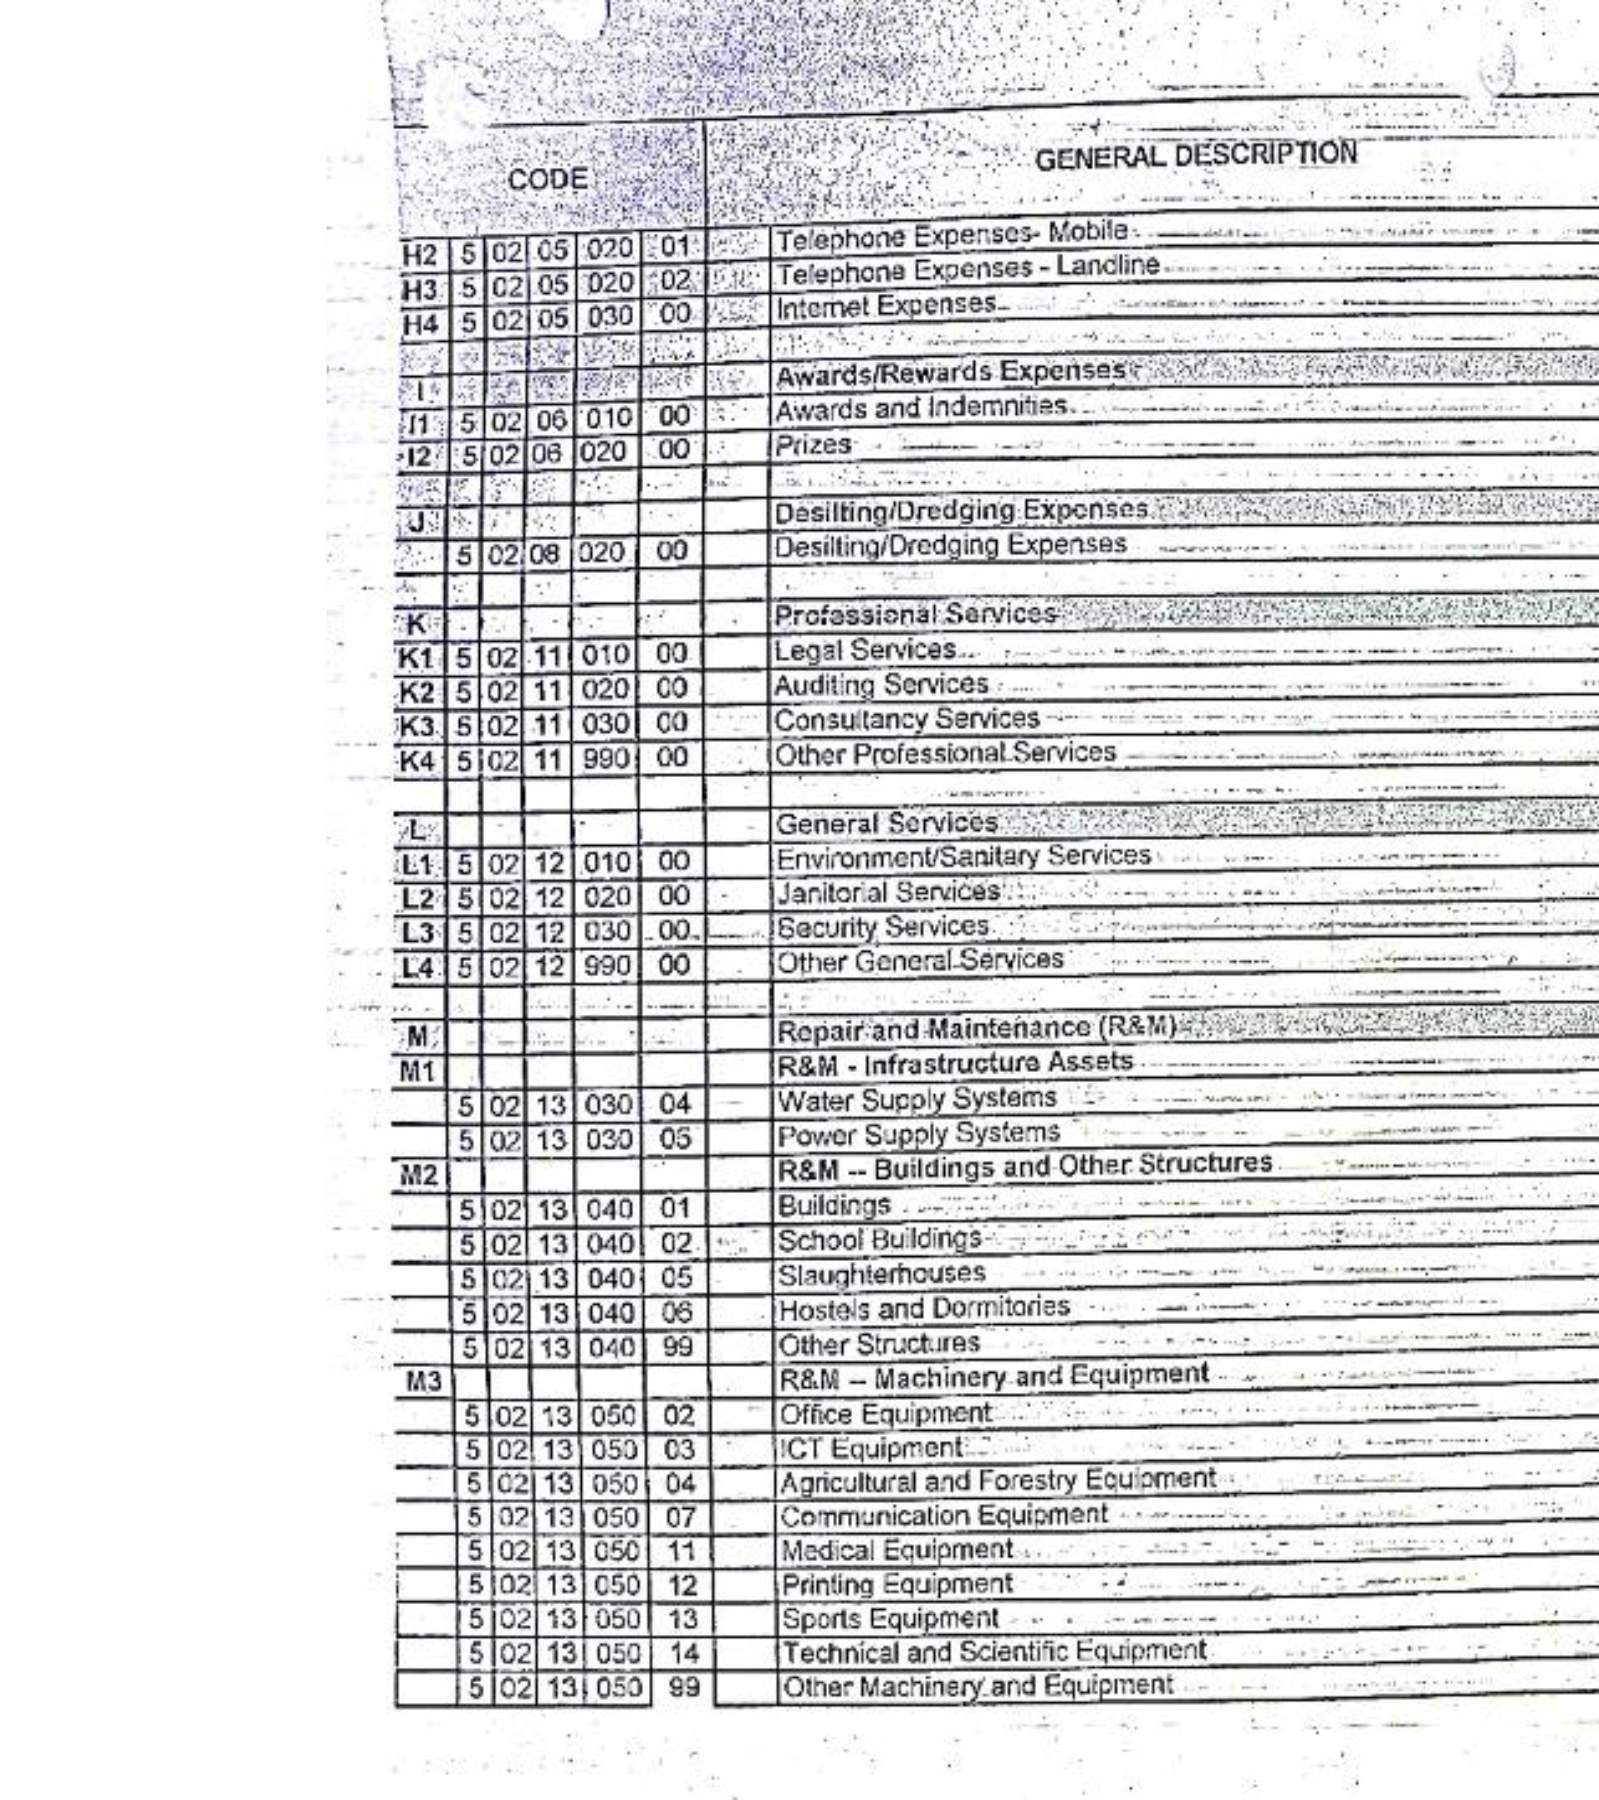 CODE GENERAL DESCRIPTION
H2 5 02 05 020 01 Telephone Expenses- Mobile
H3 5 02 05 020 02 Telephone Expenses - Landline
H4 5 02 05 030 00 Internet Expenses
I Awards/Rewards Expenses
I1 5 02 06 010 00 Awards and Indemnities
I2 5 02 06 020 00 Prizes
J Desilting/Dredging Expenses
5 02 08 020 00 Desilting/Dredging Expenses
K Professional Services
K1 5 02 11 010 00 Legal Services
K2 5 02 11 020 00 Auditing Services
K3 5 02 11 030 00 Consultancy Services
K4 5 02 11 990 00 Other Professional Services
L General Services
L1 5 02 12 010 00 Environment/Sanitary Services
L2 5 02 12 020 00 Janitorial Services
L3 5 02 12 030 00 Security Services
L4 5 02 12 990 00 Other General Services
M Repair and Maintenance (R&M)
M1 R&M - Infrastructure Assets
5 02 13 030 04 Water Supply Systems
5 02 13 030 05 Power Supply Systems
M2 R&M -- Buildings and Other Structures
5 02 13 040 01 Buildings
5 02 13 040 02 School Buildings
5 02 13 040 05 Slaughterhouses
5 02 13 040 06 Hostels and Dormitories
5 02 13 040 99 Other Structures
M3 R&M – Machinery and Equipment
5 02 13 050 02 Office Equipment
5 02 13 050 03 ICT Equipment
5 02 13 050 04 Agricultural and Forestry Equipment
5 02 13 050 07 Communication Equipment
5 02 13 050 11 Medical Equipment
5 02 13 050 12 Printing Equipment
5 02 13 050 13 Sports Equipment
5 02 13 050 14 Technical and Scientific Equipment
5 02 13 050 99 Other Machinery and Equipment